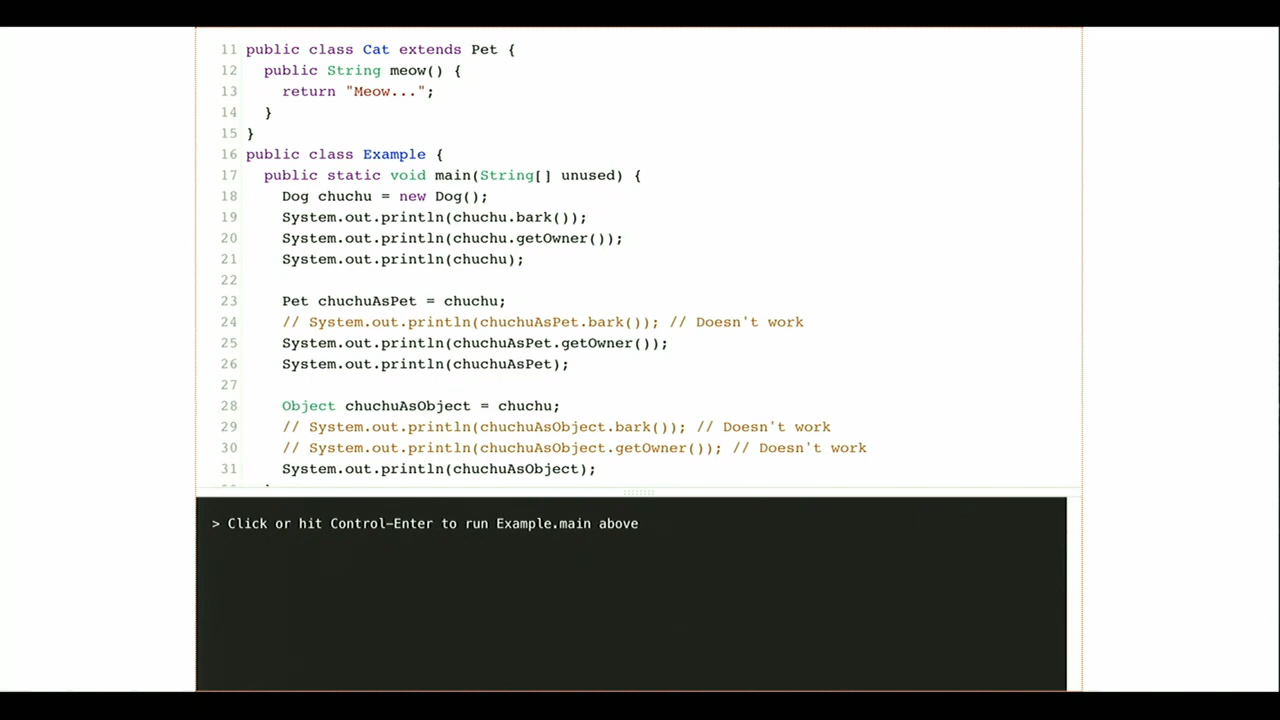 11 public class Cat extends Pet {
12   public String meow() {
13     return "Meow...";
14   }
15 }
16 public class Example {
17   public static void main(String[] unused) {
18     Dog chuchu = new Dog();
19     System.out.println(chuchu.bark());
20     System.out.println(chuchu.getOwner());
21     System.out.println(chuchu);
22
23     Pet chuchuAsPet = chuchu;
24     // System.out.println(chuchuAsPet.bark()); // Doesn't work
25     System.out.println(chuchuAsPet.getOwner());
26     System.out.println(chuchuAsPet);
27
28     Object chuchuAsObject = chuchu;
29     // System.out.println(chuchuAsObject.bark()); // Doesn't work
30     // System.out.println(chuchuAsObject.getOwner()); // Doesn't work
31     System.out.println(chuchuAsObject);
> Click or hit Control-Enter to run Example.main above